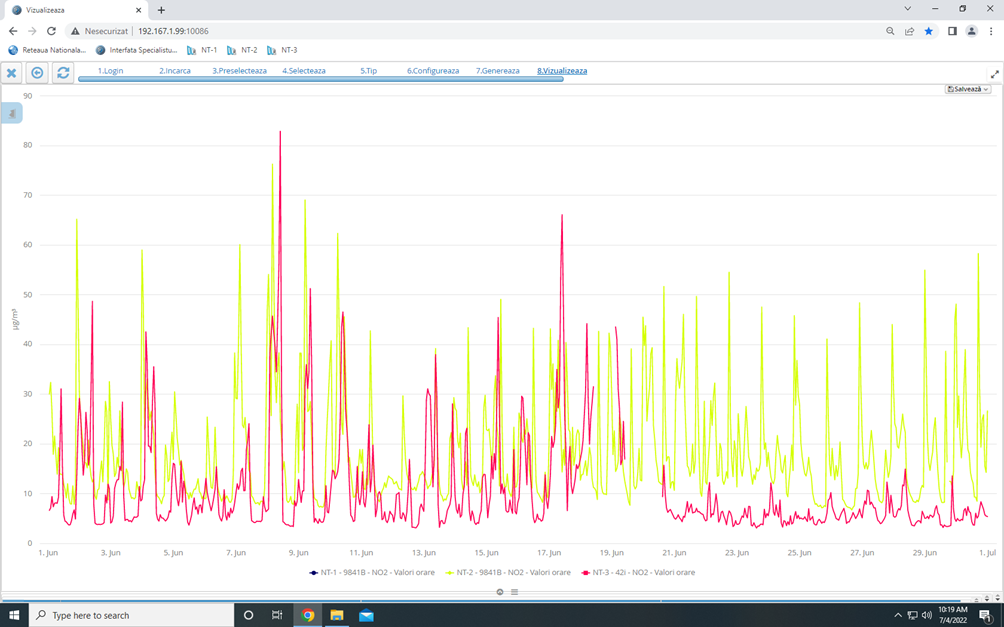 Vizualizeaza
Nesecurizat | 192.167.1.99:10086
Reteaua Nationala... Interfata Specialistu... NT-1 NT-2 NT-3
1.Login 2.Incarca 3.Preselecteaza 4.Selecteaza 5.Tip 6.Configureaza 7.Genereaza 8.Vizualizeaza
Salvează
90
80
70
60
50
40
30
20
10
0
µg/m³
1. Jun 3. Jun 5. Jun 7. Jun 9. Jun 11. Jun 13. Jun 15. Jun 17. Jun 19. Jun 21. Jun 23. Jun 25. Jun 27. Jun 29. Jun 1. Jul
NT-1 - 9841B - NO2 - Valori orare NT-2 - 9841B - NO2 - Valori orare NT-3 - 42i - NO2 - Valori orare
Type here to search
10:19 AM
7/4/2022
1